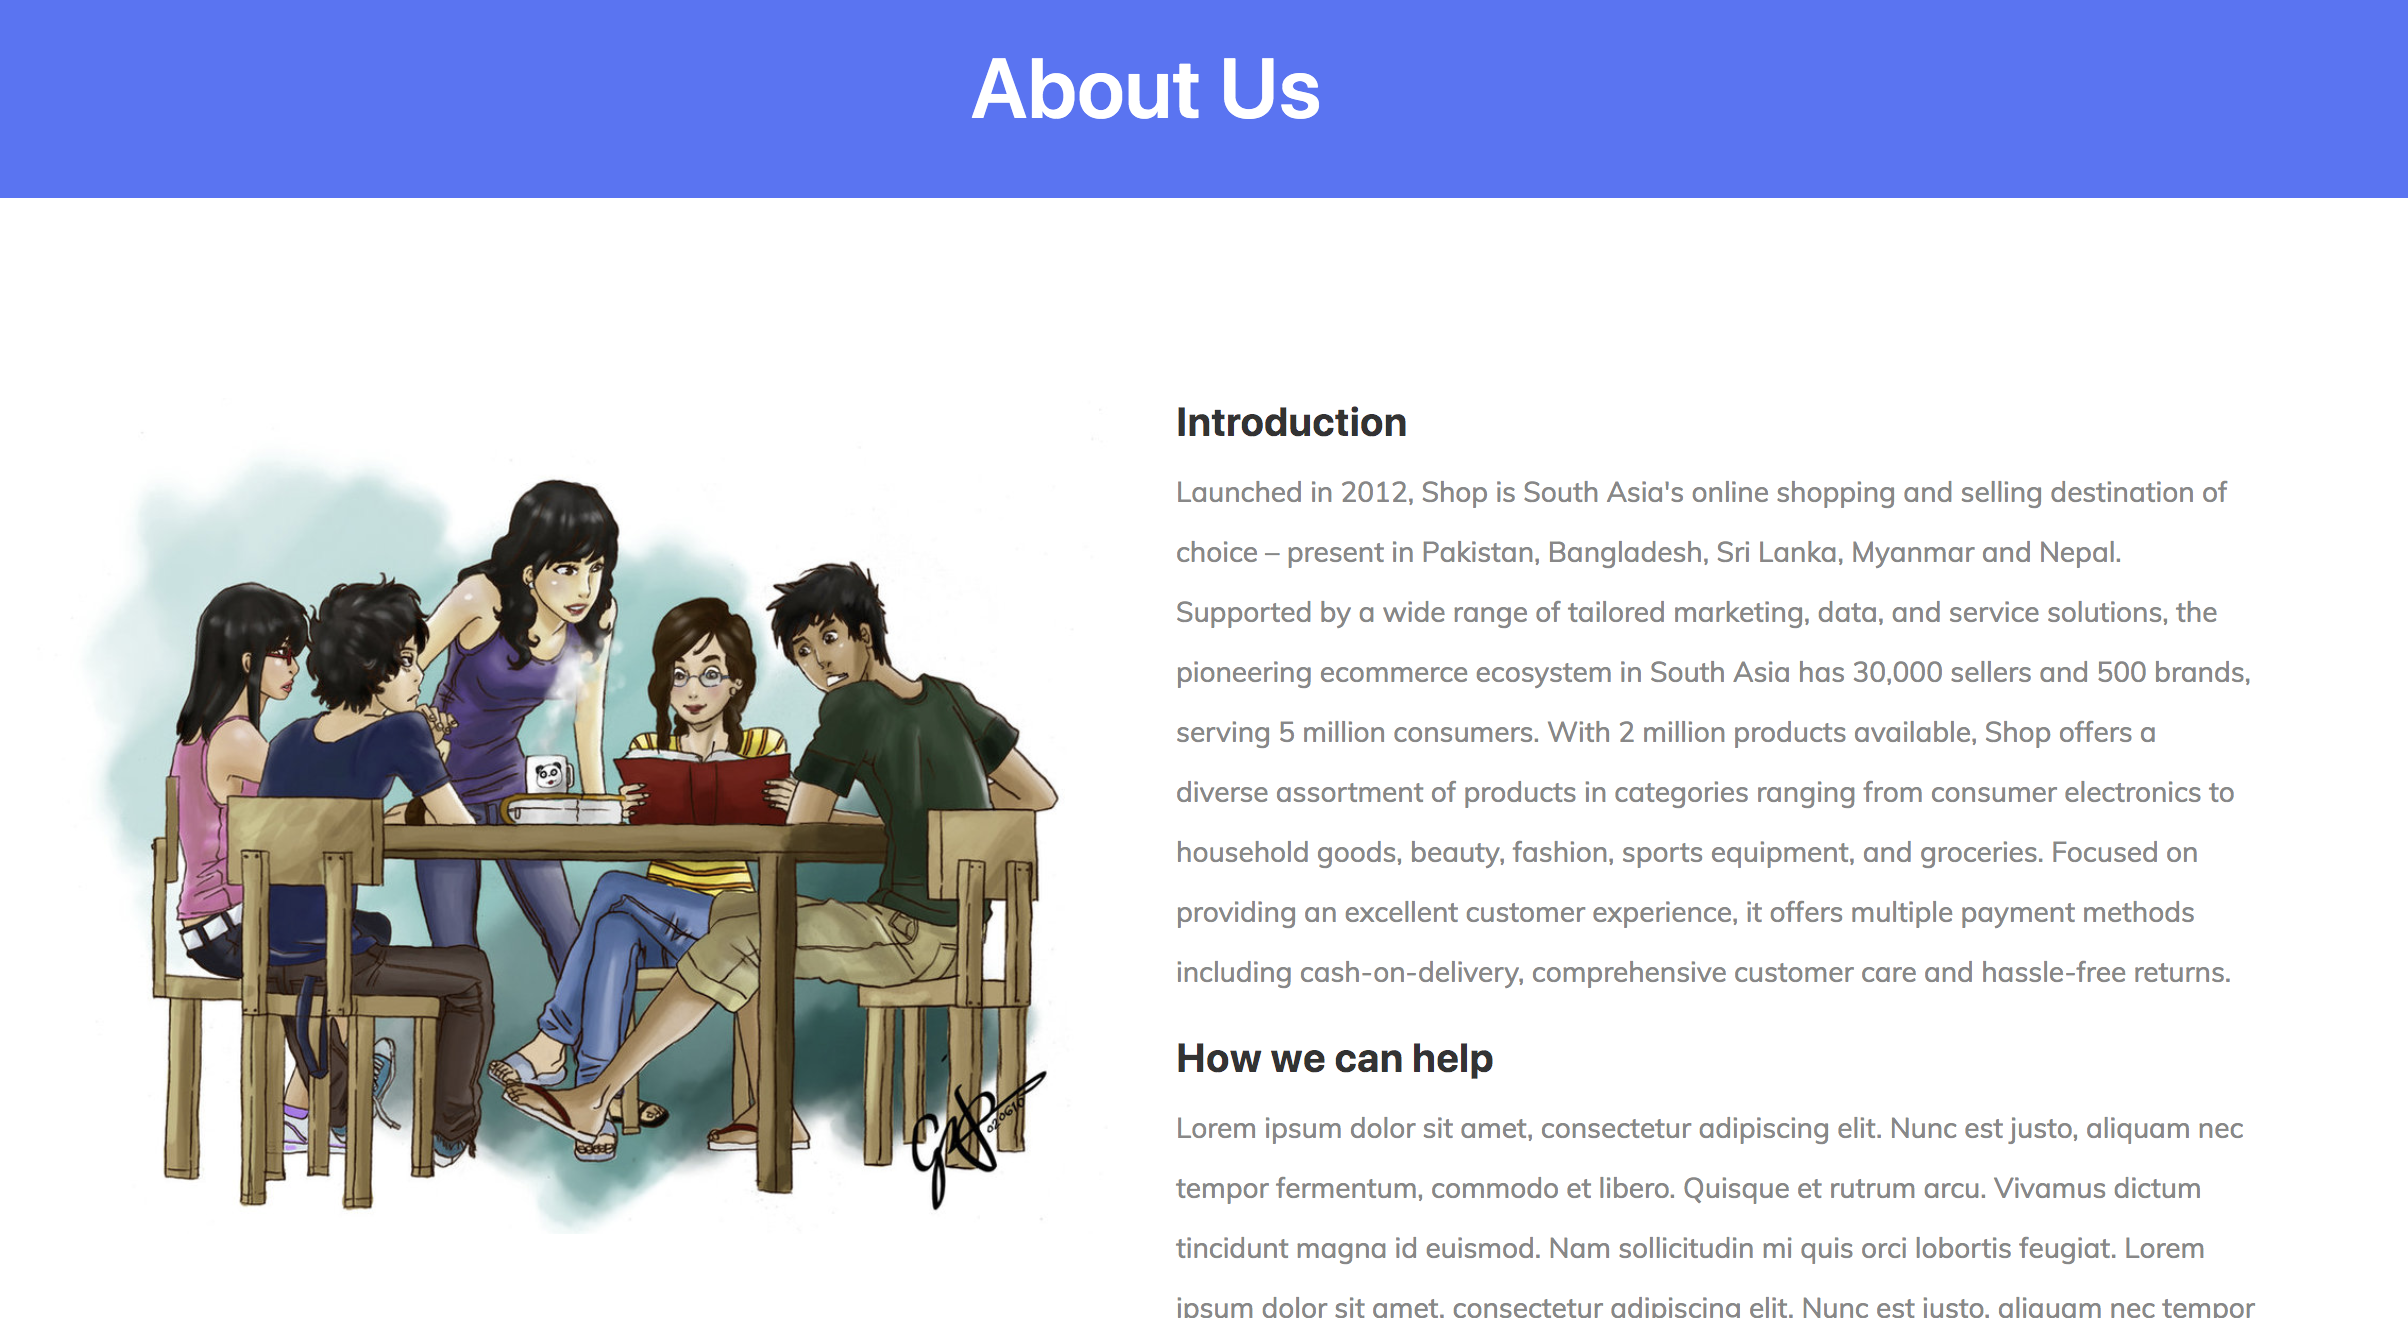 About Us
Introduction
Launched in 2012, Shop is South Asia's online shopping and selling destination of
choice – present in Pakistan, Bangladesh, Sri Lanka, Myanmar and Nepal.
Supported by a wide range of tailored marketing, data, and service solutions, the
pioneering ecommerce ecosystem in South Asia has 30,000 sellers and 500 brands,
serving 5 million consumers. With 2 million products available, Shop offers a
diverse assortment of products in categories ranging from consumer electronics to
household goods, beauty, fashion, sports equipment, and groceries. Focused on
providing an excellent customer experience, it offers multiple payment methods
including cash-on-delivery, comprehensive customer care and hassle-free returns.
How we can help
Lorem ipsum dolor sit amet, consectetur adipiscing elit. Nunc est justo, aliquam nec
tempor fermentum, commodo et libero. Quisque et rutrum arcu. Vivamus dictum
tincidunt magna id euismod. Nam sollicitudin mi quis orci lobortis feugiat. Lorem
ipsum dolor sit amet, consectetur adipiscing elit. Nunc est justo, aliquam nec tempor